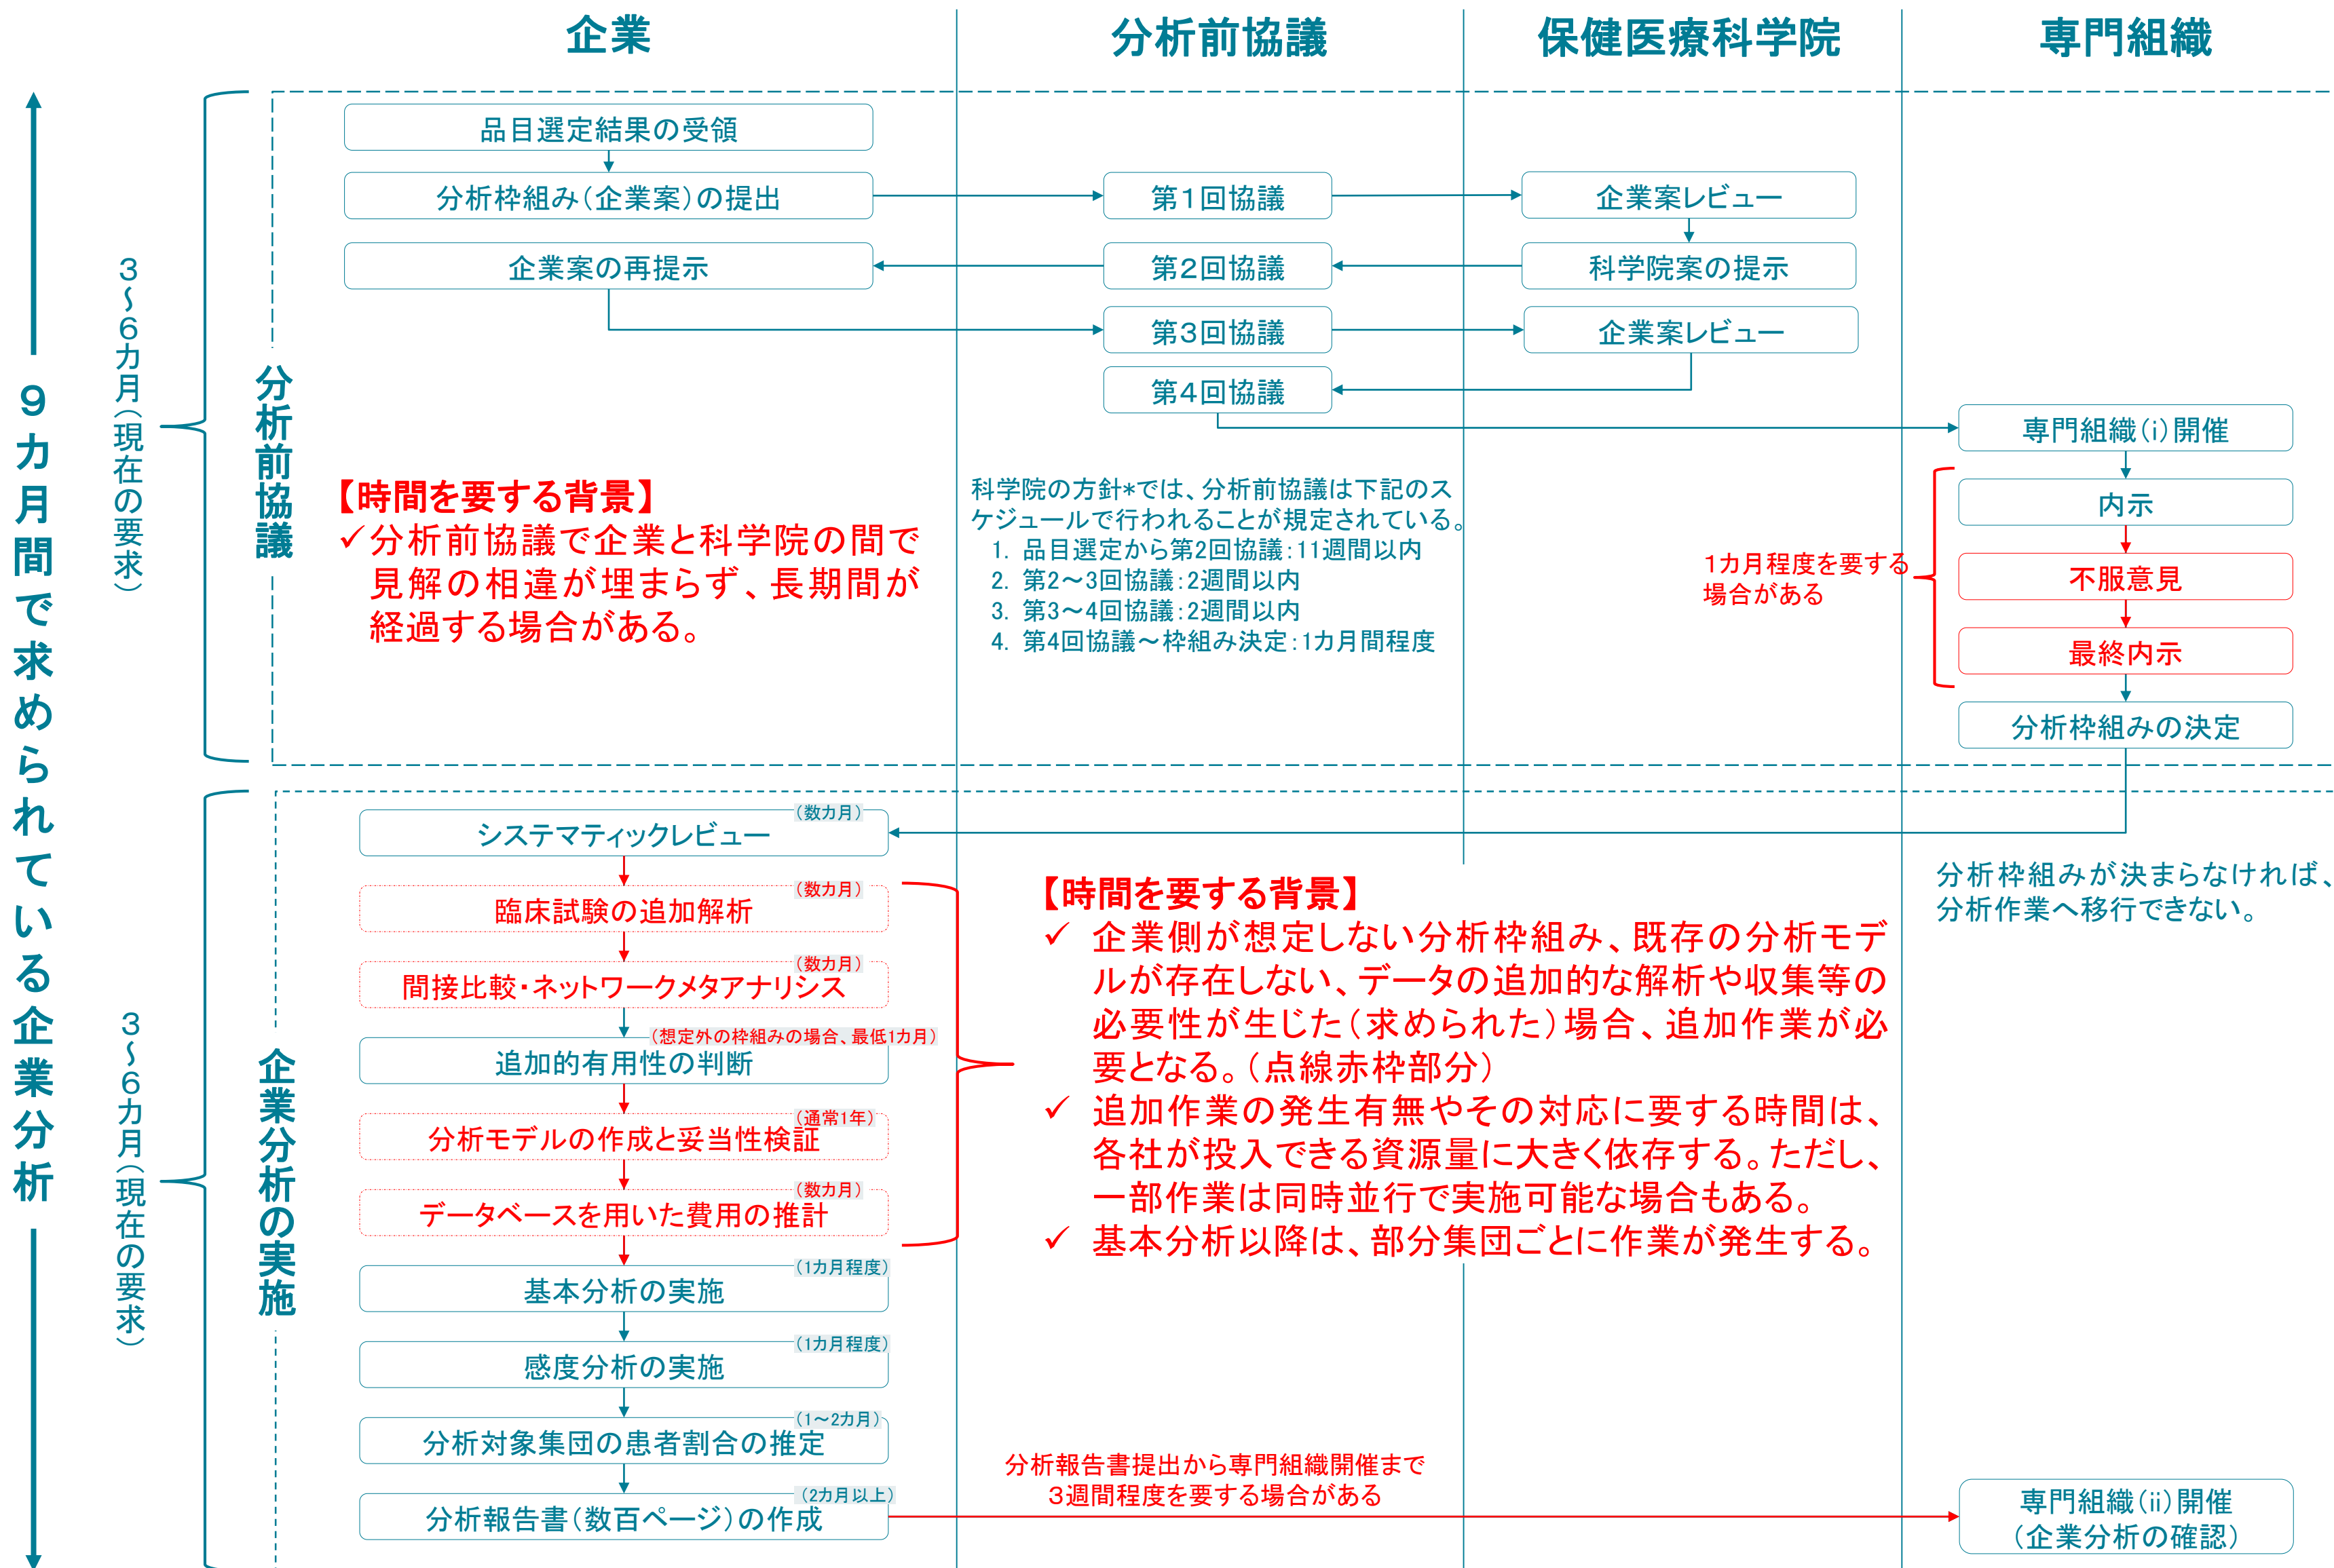 企業
分析前協議
保健医療科学院
専門組織
9カ月間で求められている企業分析
3～6カ月（現在の要求）
分析前協議
品目選定結果の受領
分析枠組み（企業案）の提出
第1回協議
企業案レビュー
企業案の再提示
第2回協議
科学院案の提示
第3回協議
企業案レビュー
第4回協議
専門組織（i）開催
内示
不服意見
最終内示
分析枠組みの決定
1カ月程度を要する
場合がある
【時間を要する背景】
✓分析前協議で企業と科学院の間で
見解の相違が埋まらず、長期間が
経過する場合がある。
科学院の方針*では、分析前協議は下記のス
ケジュールで行われることが規定されている。
1. 品目選定から第2回協議：11週間以内
2. 第2～3回協議：2週間以内
3. 第3～4回協議：2週間以内
4. 第4回協議～枠組み決定：1カ月間程度
3～6カ月（現在の要求）
企業分析の実施
（数カ月）
システマティックレビュー
（数カ月）
臨床試験の追加解析
（数カ月）
間接比較・ネットワークメタアナリシス
（想定外の枠組みの場合、最低1カ月）
追加的有用性の判断
（通常1年）
分析モデルの作成と妥当性検証
（数カ月）
データベースを用いた費用の推計
（1カ月程度）
基本分析の実施
（1カ月程度）
感度分析の実施
（1～2カ月）
分析対象集団の患者割合の推定
（2カ月以上）
分析報告書（数百ページ）の作成
【時間を要する背景】
✓ 企業側が想定しない分析枠組み、既存の分析モデ
ルが存在しない、データの追加的な解析や収集等の
必要性が生じた（求められた）場合、追加作業が必
要となる。（点線赤枠部分）
✓ 追加作業の発生有無やその対応に要する時間は、
各社が投入できる資源量に大きく依存する。ただし、
一部作業は同時並行で実施可能な場合もある。
✓ 基本分析以降は、部分集団ごとに作業が発生する。
分析枠組みが決まらなければ、
分析作業へ移行できない。
分析報告書提出から専門組織開催まで
3週間程度を要する場合がある
専門組織（ii）開催
（企業分析の確認）